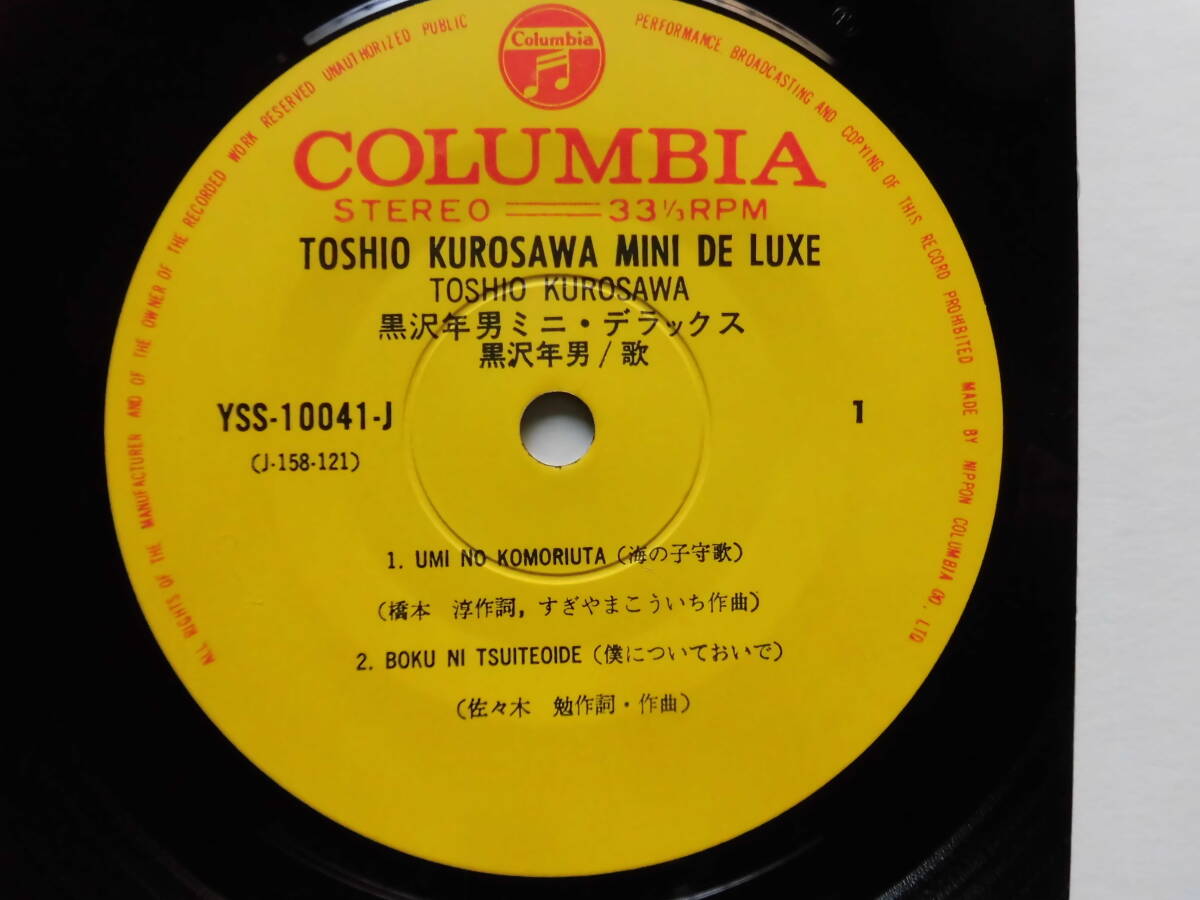 Columbia
COLUMBIA
STEREO 33 1/3 RPM
TOSHIO KUROSAWA MINI DE LUXE
TOSHIO KUROSAWA
黒沢年男ミニ・デラックス
黒沢年男/歌
YSS-10041-J
1
(J-158-121)
1. UMI NO KOMORIUTA (海の子守歌)
(橋本 淳作詞, すぎやまこういち作曲)
2. BOKU NI TSUITEOIDE (僕についておいで)
(佐々木 勉作詞・作曲)
ALL RIGHTS OF THE MANUFACTURER AND OF THE OWNER OF THE RECORDED WORK RESERVED UNAUTHORIZED PUBLIC PERFORMANCE BROADCASTING AND COPYING OF THIS RECORD PROHIBITED MADE BY NIPPON COLUMBIA CO., LTD.